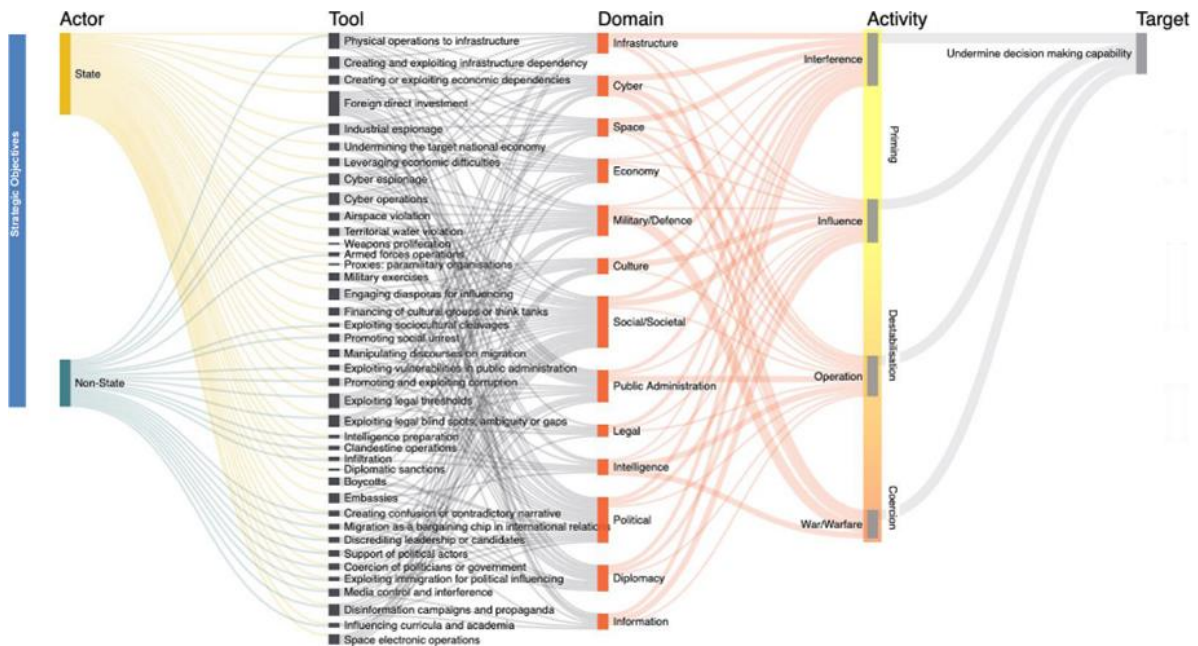 Actor
Tool
Domain
Activity
Target
Strategic Objectives
State
Non-State
Physical operations to infrastructure
Creating and exploiting infrastructure dependency
Creating or exploiting economic dependencies
Foreign direct investment
Industrial espionage
Undermining the target national economy
Leveraging economic difficulties
Cyber espionage
Cyber operations
Airspace violation
Territorial water violation
Weapons proliferation
Armed forces operations
Proxies: paramilitary organisations
Military exercises
Engaging diasporas for influencing
Financing of cultural groups or think tanks
Exploiting sociocultural cleavages
Promoting social unrest
Manipulating discourses on migration
Exploiting vulnerabilities in public administration
Promoting and exploiting corruption
Exploiting legal thresholds
Exploiting legal blind spots, ambiguity or gaps
Intelligence preparation
Clandestine operations
Infiltration
Diplomatic sanctions
Boycotts
Embassies
Creating confusion or contradictory narrative
Migration as a bargaining chip in international relations
Discrediting leadership or candidates
Support of political actors
Coercion of politicians or government
Exploiting immigration for political influencing
Media control and interference
Disinformation campaigns and propaganda
Influencing curricula and academia
Space electronic operations
Infrastructure
Cyber
Space
Economy
Military/Defence
Culture
Social/Societal
Public Administration
Legal
Intelligence
Political
Diplomacy
Information
Interference
Influence
Operation
War/Warfare
Priming
Destabilisation
Coercion
Undermine decision making capability